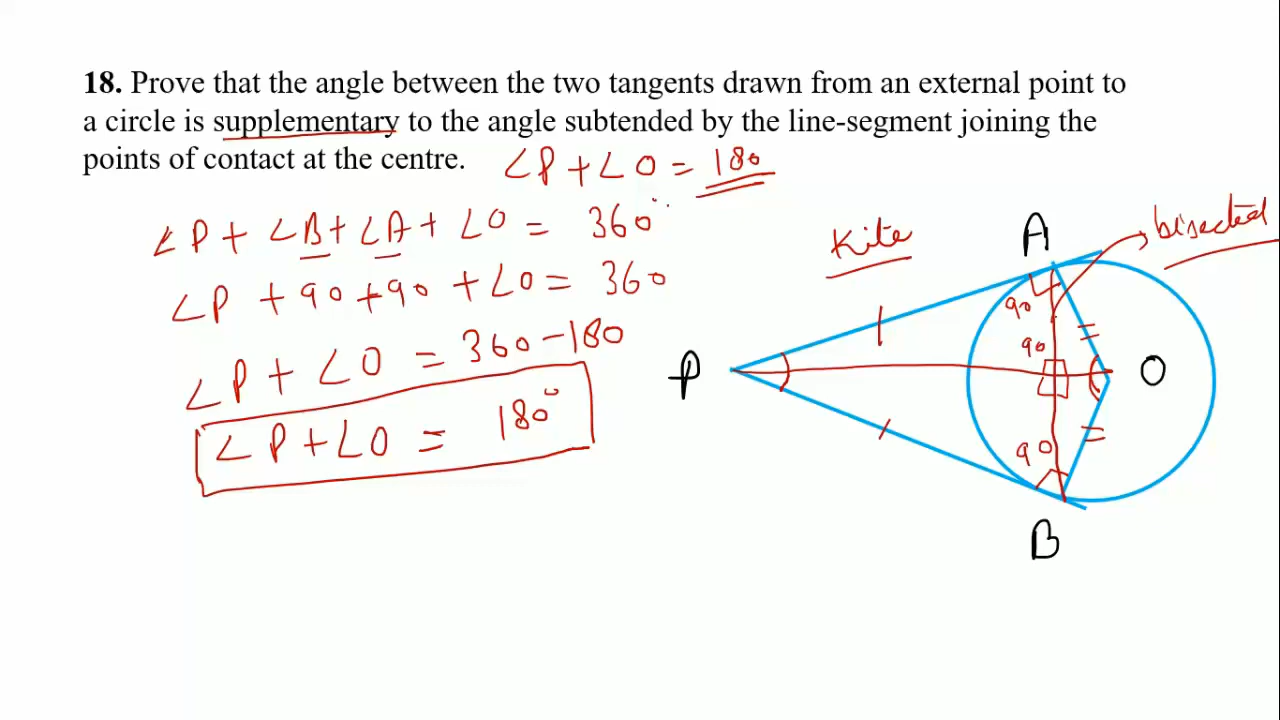 18. Prove that the angle between the two tangents drawn from an external point to
a circle is supplementary to the angle subtended by the line-segment joining the
points of contact at the centre.
∠P + ∠O = 180
∠P + ∠B + ∠A + ∠O = 360°
∠P + 90 + 90 + ∠O = 360
∠P + ∠O = 360 - 180
∠P + ∠O = 180°
Kite
A
bisected
90
90
P
O
90
B